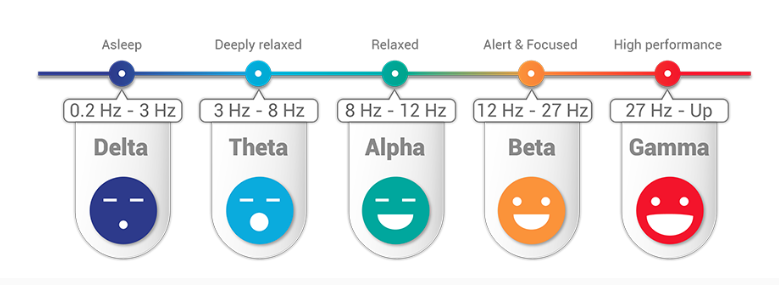 Asleep
Deeply relaxed
Relaxed
Alert & Focused
High performance
0.2 Hz - 3 Hz
3 Hz - 8 Hz
8 Hz - 12 Hz
12 Hz - 27 Hz
27 Hz - Up
Delta
Theta
Alpha
Beta
Gamma